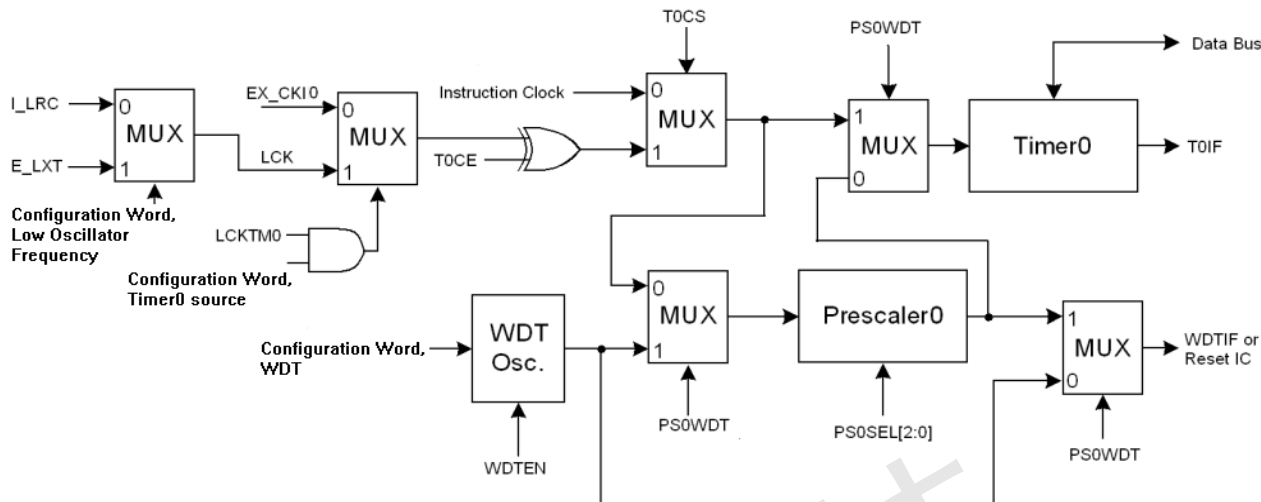 T0CS
PS0WDT
Data Bus
I_LRC
0
MUX
1
E_LXT
Configuration Word,
Low Oscillator
Frequency
LCK
EX_CKI0
0
MUX
1
LCKTM0
Configuration Word,
Timer0 source
T0CE
Instruction Clock
0
MUX
1
1
MUX
0
Timer0
T0IF
Configuration Word,
WDT
WDT
Osc.
WDTEN
0
MUX
1
PS0WDT
Prescaler0
PS0SEL[2:0]
1
MUX
0
PS0WDT
WDTIF or
Reset IC